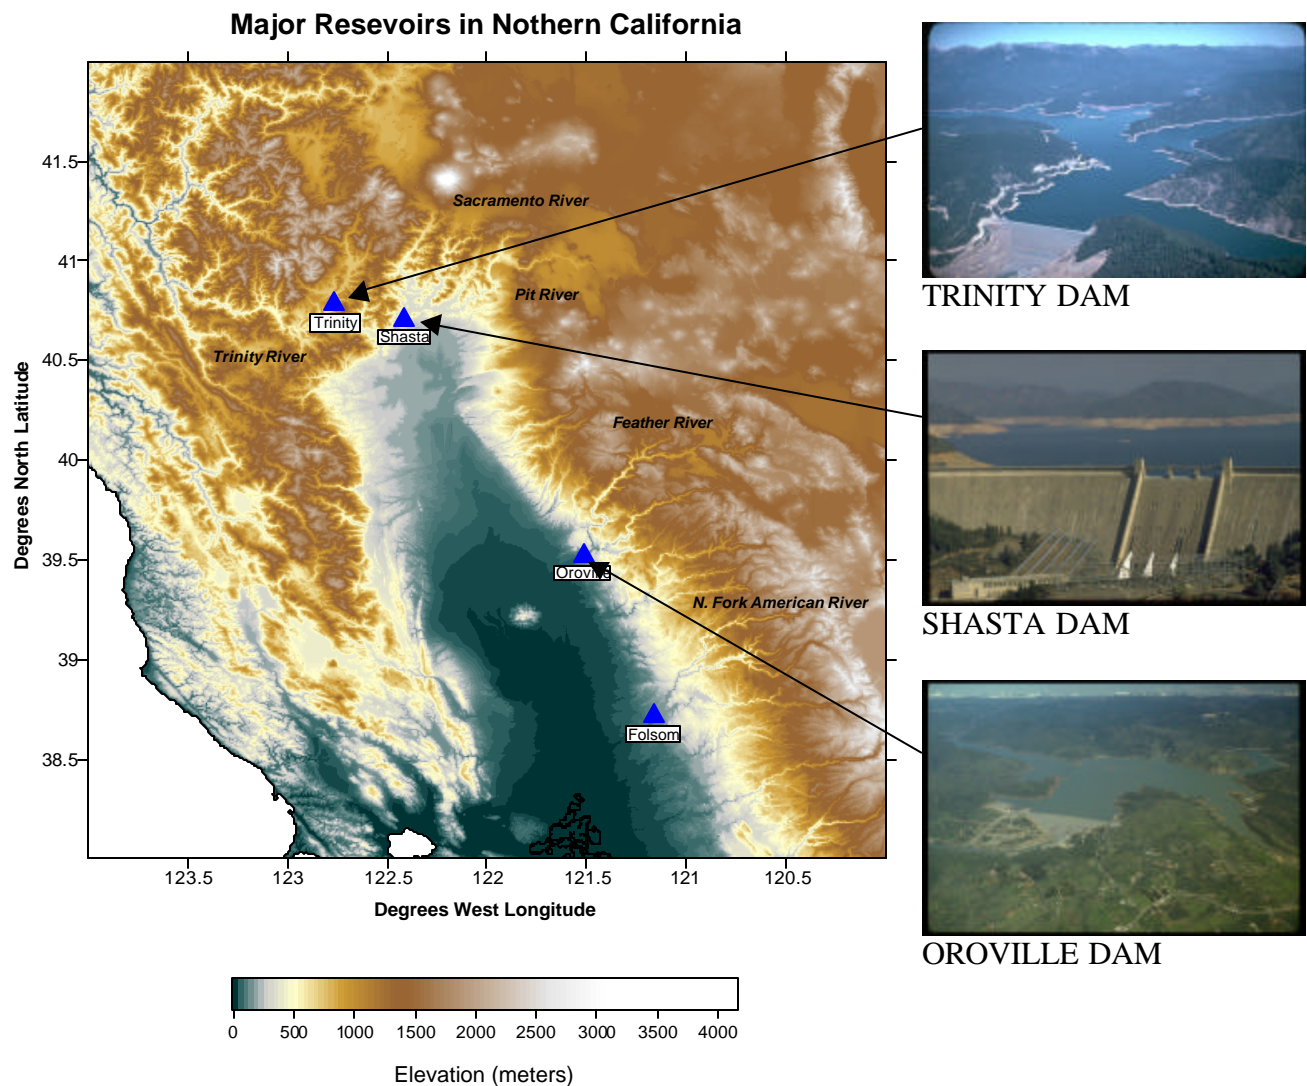 Major Resevoirs in Nothern California
41.5
41
40.5
40
39.5
39
38.5
Degrees North Latitude
Sacramento River
Pit River
Trinity
Shasta
Trinity River
Feather River
Oroville
N. Fork American River
Folsom
123.5 123 122.5 122 121.5 121 120.5
Degrees West Longitude
0 500 1000 1500 2000 2500 3000 3500 4000
Elevation (meters)
TRINITY DAM
SHASTA DAM
OROVILLE DAM